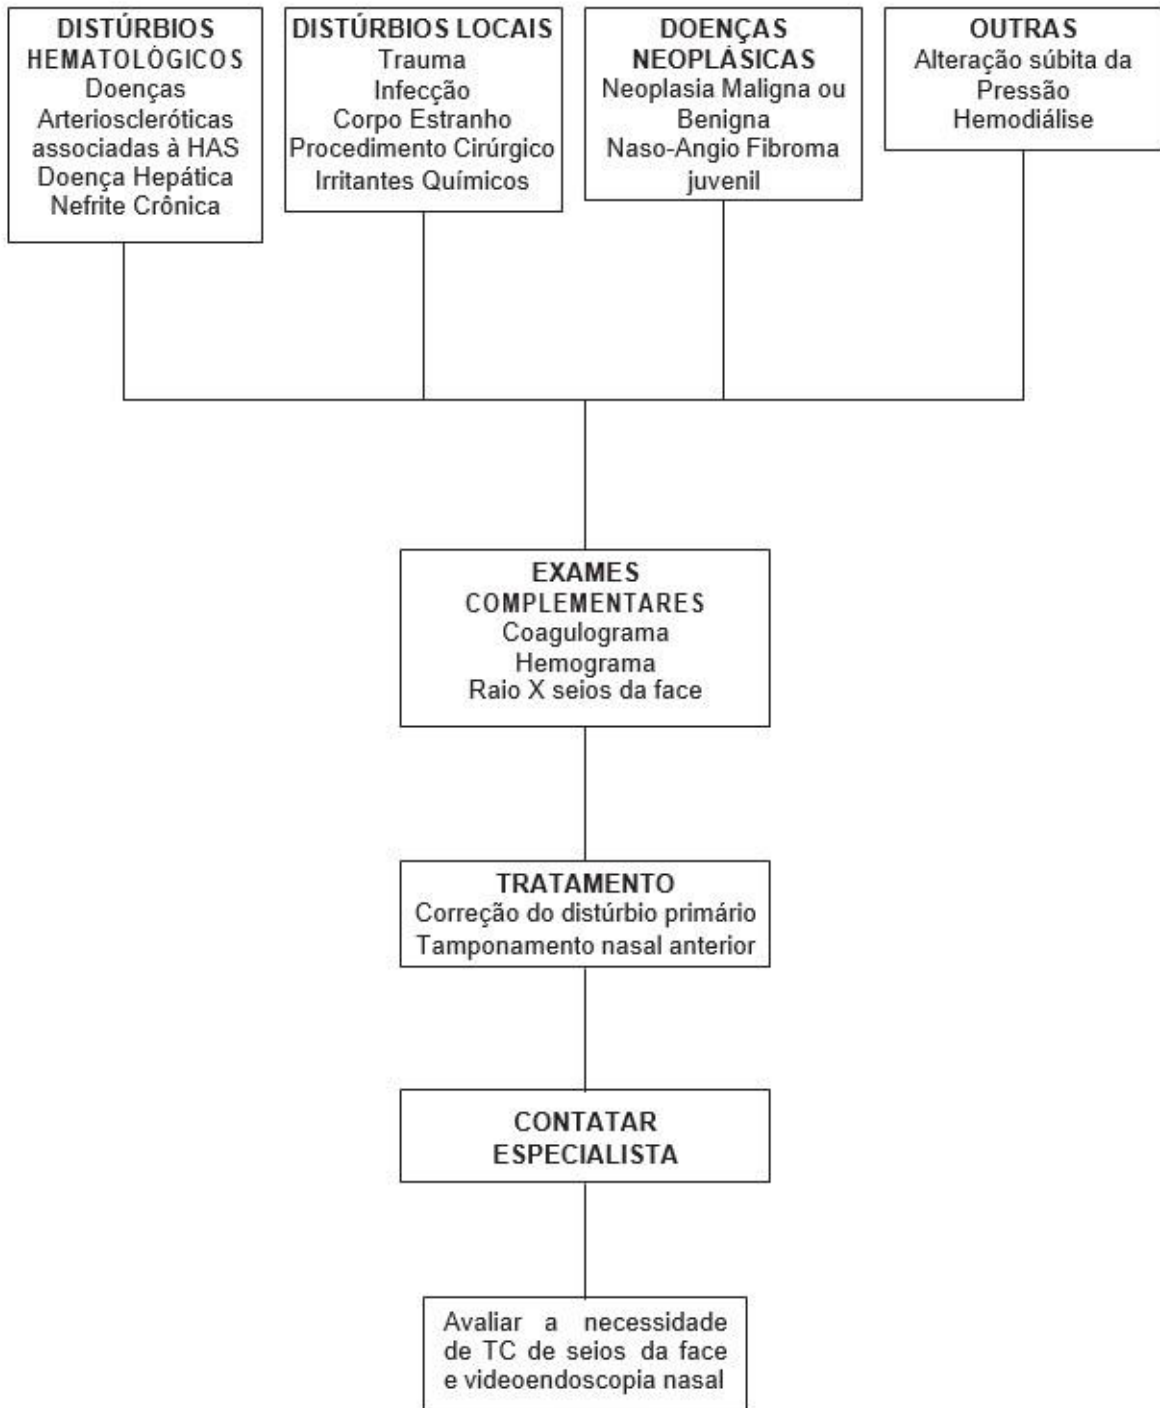 DISTÚRBIOS
HEMATOLÓGICOS
Doenças
Arterioscleróticas
associadas à HAS
Doença Hepática
Nefrite Crônica
DISTÚRBIOS LOCAIS
Trauma
Infecção
Corpo Estranho
Procedimento Cirúrgico
Irritantes Químicos
DOENÇAS
NEOPLÁSICAS
Neoplasia Maligna ou
Benigna
Naso-Angio Fibroma
juvenil
OUTRAS
Alteração súbita da
Pressão
Hemodiálise
EXAMES
COMPLEMENTARES
Coagulograma
Hemograma
Raio X seios da face
TRATAMENTO
Correção do distúrbio primário
Tamponamento nasal anterior
CONTATAR
ESPECIALISTA
Avaliar a necessidade
de TC de seios da face
e videoendoscopia nasal